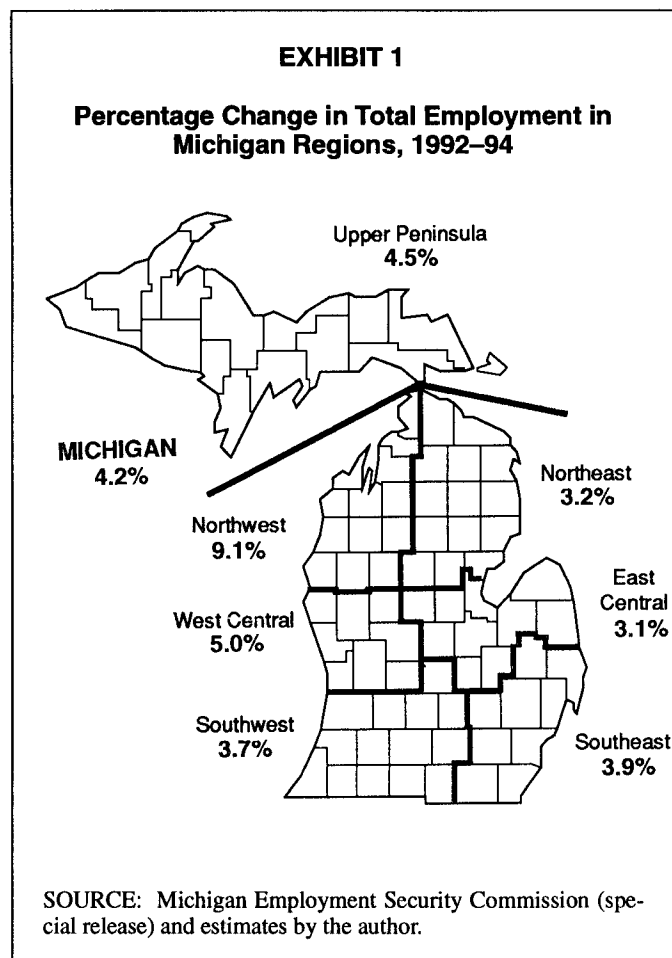 EXHIBIT 1
Percentage Change in Total Employment in
Michigan Regions, 1992–94
Upper Peninsula
4.5%
MICHIGAN
4.2%
Northeast
3.2%
Northwest
9.1%
East
Central
3.1%
West Central
5.0%
Southwest
3.7%
Southeast
3.9%
SOURCE: Michigan Employment Security Commission (spe-
cial release) and estimates by the author.